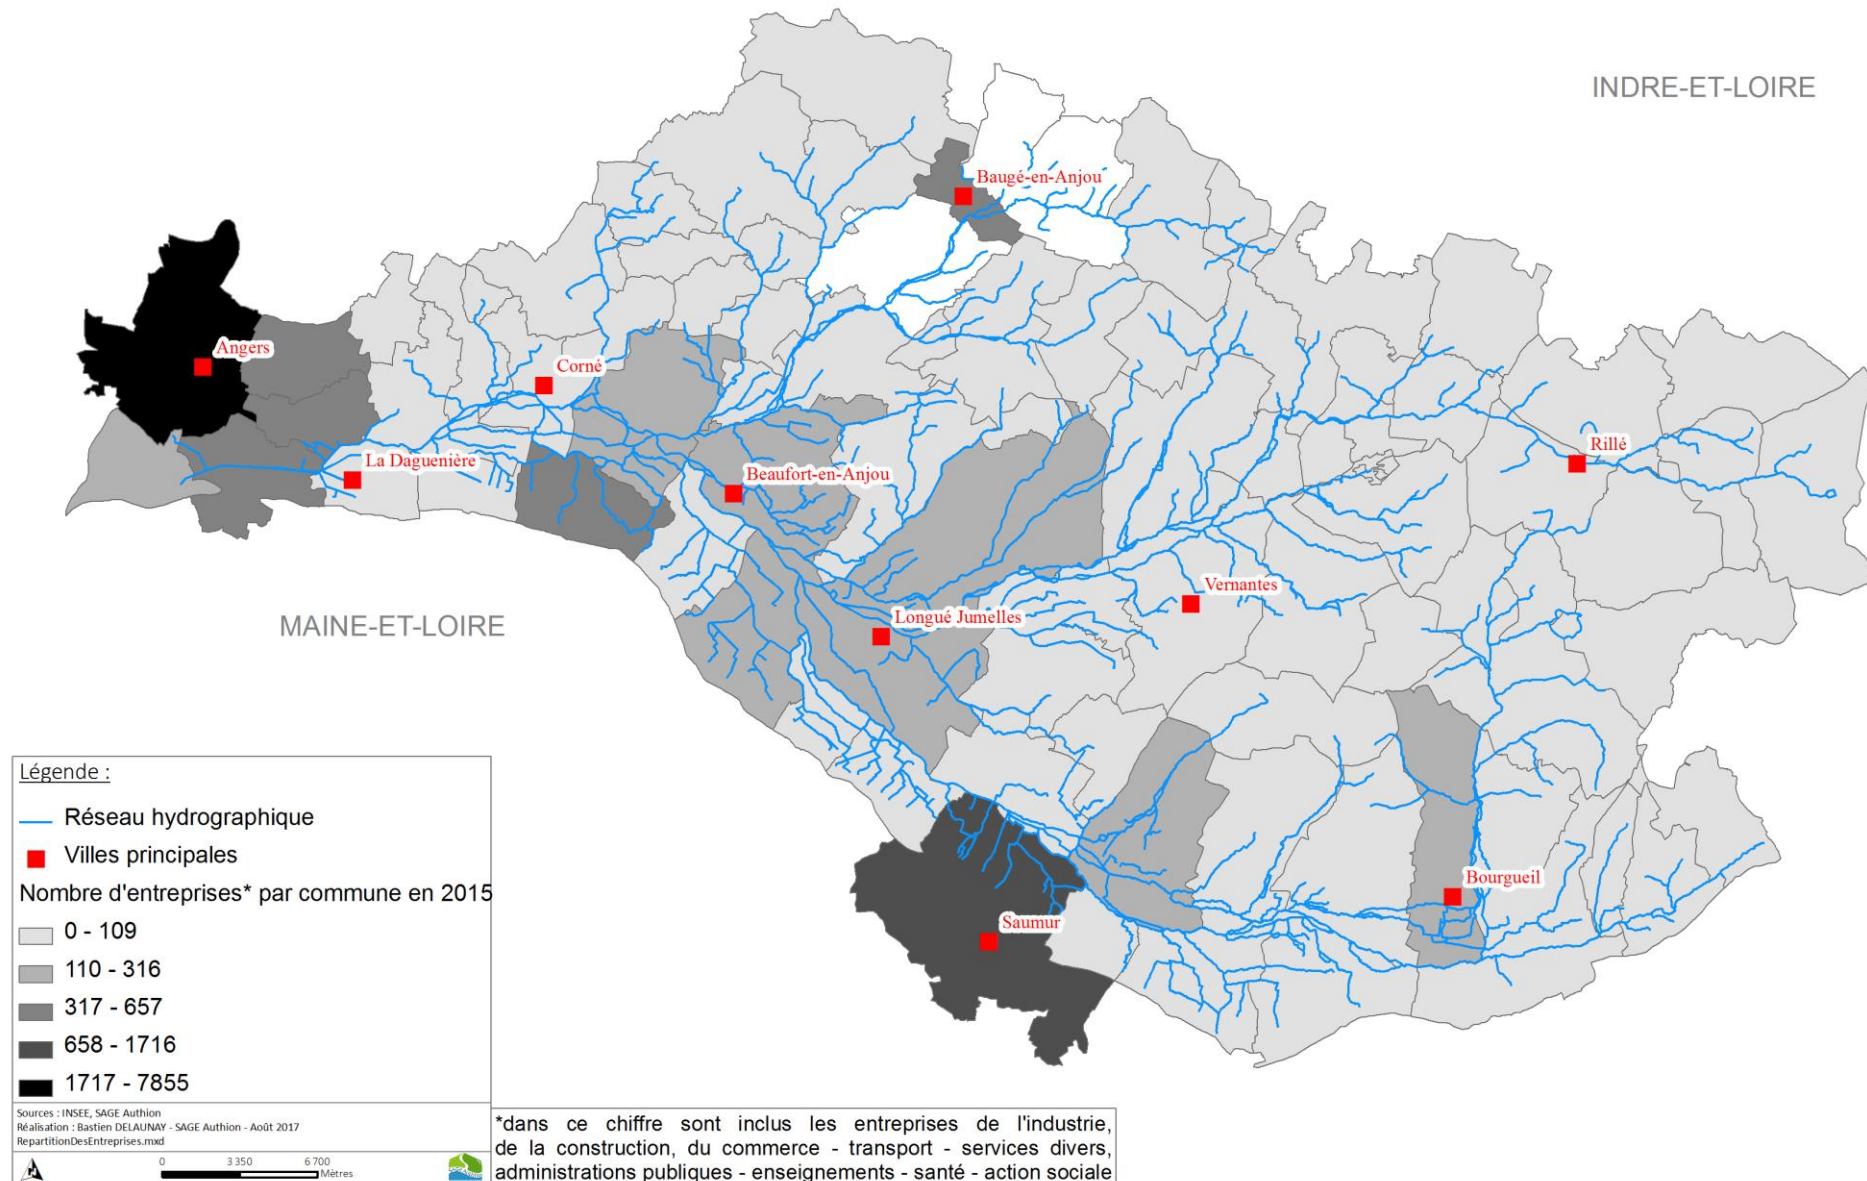 INDRE-ET-LOIRE
Baugé-en-Anjou
Angers
Corné
La Daguenière
Beaufort-en-Anjou
Rillé
Vernantes
Longué Jumelles
MAINE-ET-LOIRE
Bourgueil
Saumur
Légende :
Réseau hydrographique
Villes principales
Nombre d'entreprises* par commune en 2015
0 - 109
110 - 316
317 - 657
658 - 1716
1717 - 7855
Sources : INSEE, SAGE Authion
Réalisation : Bastien DELAUNAY - SAGE Authion - Août 2017
RepartitionDesEntreprises.mxd
0 3 350 6 700
Mètres
*dans ce chiffre sont inclus les entreprises de l'industrie,
de la construction, du commerce - transport - services divers,
administrations publiques - enseignements - santé - action sociale